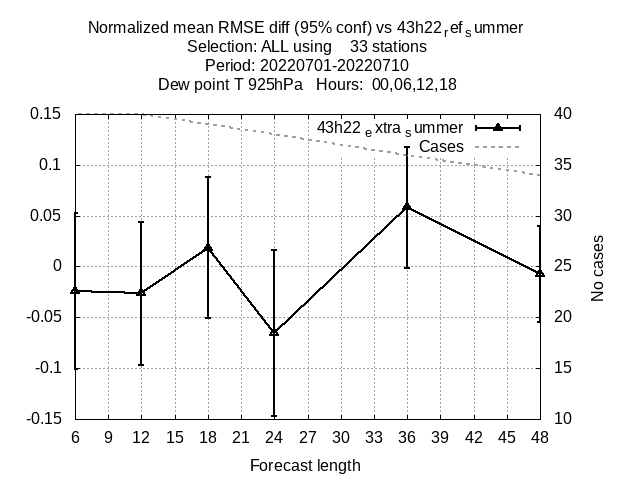 Normalized mean RMSE diff (95% conf) vs 43h22refsummer
Selection: ALL using 33 stations
Period: 20220701-20220710
Dew point T 925hPa Hours: 00,06,12,18
43h22extrasummer
Cases
0.15
0.1
0.05
0
-0.05
-0.1
-0.15
40
35
30
25
20
15
10
No cases
6 9 12 15 18 21 24 27 30 33 36 39 42 45 48
Forecast length